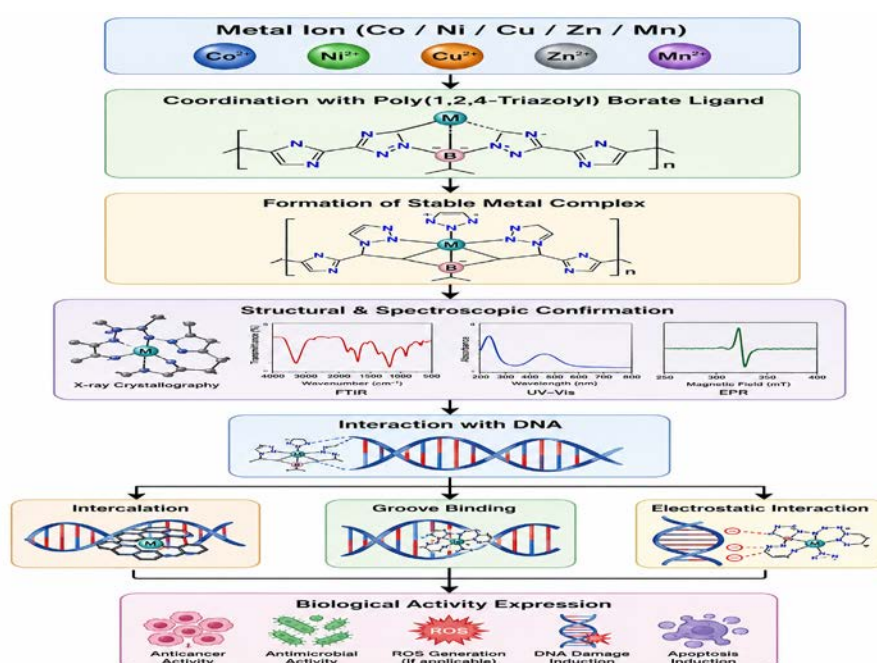 Metal Ion (Co / Ni / Cu / Zn / Mn)
Co²⁺ Ni²⁺ Cu²⁺ Zn²⁺ Mn²⁺
Coordination with Poly(1,2,4-Triazolyl) Borate Ligand
M
N N N N
N N N N N N
B
n
Formation of Stable Metal Complex
N N
N
N N N M N N N
N N B N N
n
Structural & Spectroscopic Confirmation
M
X-ray Crystallography
Transmittance (%)
4000 3000 2000 1500 1000 500
Wavenumber (cm⁻¹)
FTIR
Absorbance
200 300 400 500 600 700 800
Wavelength (nm)
UV–Vis
250 300 350 400
Magnetic Field (mT)
EPR
Interaction with DNA
Intercalation
M
Groove Binding
Electrostatic Interaction
M
Biological Activity Expression
ROS
Anticancer Activity
Antimicrobial Activity
ROS Generation (if applicable)
DNA Damage Induction
Apoptosis Induction